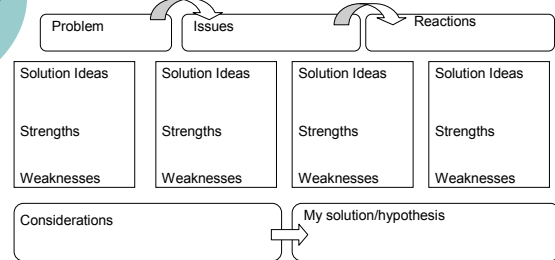 Problem
Issues
Reactions
Solution Ideas
Strengths
Weaknesses
Solution Ideas
Strengths
Weaknesses
Solution Ideas
Strengths
Weaknesses
Solution Ideas
Strengths
Weaknesses
Considerations
My solution/hypothesis